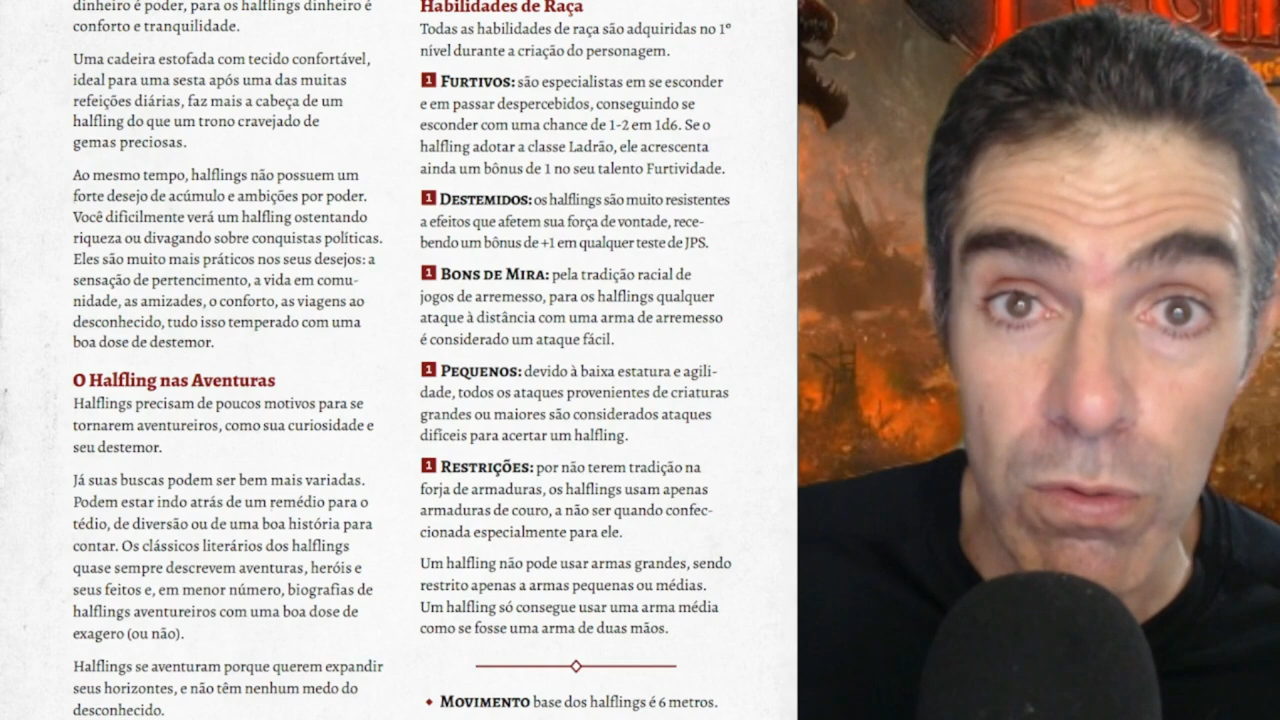 dinheiro é poder, para os halflings dinheiro é
conforto e tranquilidade.
Uma cadeira estofada com tecido confortável,
ideal para uma sesta após uma das muitas
refeições diárias, faz mais a cabeça de um
halfling do que um trono cravejado de
gemas preciosas.
Ao mesmo tempo, halflings não possuem um
forte desejo de acúmulo e ambições por poder.
Você dificilmente verá um halfling ostentando
riqueza ou divagando sobre conquistas políticas.
Eles são muito mais práticos nos seus desejos: a
sensação de pertencimento, a vida em comu-
nidade, as amizades, o conforto, as viagens ao
desconhecido, tudo isso temperado com uma
boa dose de destemor.
O Halfling nas Aventuras
Halflings precisam de poucos motivos para se
tornarem aventureiros, como sua curiosidade e
seu destemor.
Já suas buscas podem ser bem mais variadas.
Podem estar indo atrás de um remédio para o
tédio, de diversão ou de uma boa história para
contar. Os clássicos literários dos halflings
quase sempre descrevem aventuras, heróis e
seus feitos e, em menor número, biografias de
halflings aventureiros com uma boa dose de
exagero (ou não).
Halflings se aventuram porque querem expandir
seus horizontes, e não têm nenhum medo do
desconhecido.
Habilidades de Raça
Todas as habilidades de raça são adquiridas no 1º
nível durante a criação do personagem.
1 FURTIVOS: são especialistas em se esconder
e em passar despercebidos, conseguindo se
esconder com uma chance de 1-2 em 1d6. Se o
halfling adotar a classe Ladrão, ele acrescenta
ainda um bônus de 1 no seu talento Furtividade.
1 DESTEMIDOS: os halflings são muito resistentes
a efeitos que afetem sua força de vontade, rece-
bendo um bônus de +1 em qualquer teste de JPS.
1 BONS DE MIRA: pela tradição racial de
jogos de arremesso, para os halflings qualquer
ataque à distância com uma arma de arremesso
é considerado um ataque fácil.
1 PEQUENOS: devido à baixa estatura e agili-
dade, todos os ataques provenientes de criaturas
grandes ou maiores são considerados ataques
difíceis para acertar um halfling.
1 RESTRIÇÕES: por não terem tradição na
forja de armaduras, os halflings usam apenas
armaduras de couro, a não ser quando confec-
cionada especialmente para ele.
Um halfling não pode usar armas grandes, sendo
restrito apenas a armas pequenas ou médias.
Um halfling só consegue usar uma arma média
como se fosse uma arma de duas mãos.
MOVIMENTO base dos halflings é 6 metros.